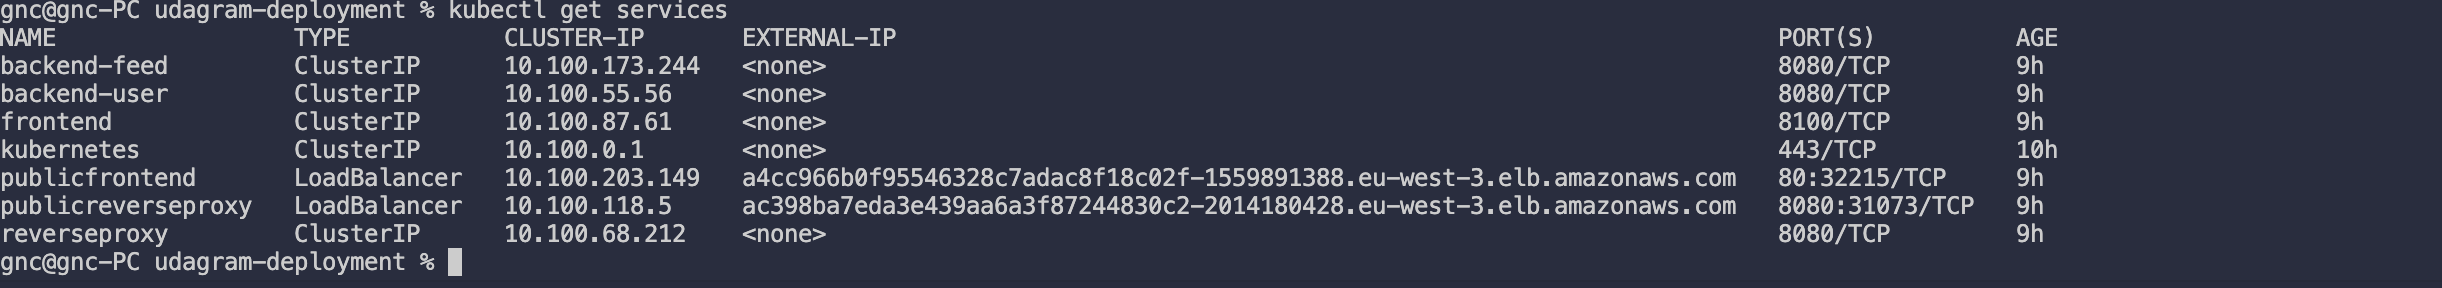 gnc@gnc-PC udagram-deployment % kubectl get services
NAME TYPE CLUSTER-IP EXTERNAL-IP PORT(S) AGE
backend-feed ClusterIP 10.100.173.244 <none> 8080/TCP 9h
backend-user ClusterIP 10.100.55.56 <none> 8080/TCP 9h
frontend ClusterIP 10.100.87.61 <none> 8100/TCP 9h
kubernetes ClusterIP 10.100.0.1 <none> 443/TCP 10h
publicfrontend LoadBalancer 10.100.203.149 a4cc966b0f95546328c7adac8f18c02f-1559891388.eu-west-3.elb.amazonaws.com 80:32215/TCP 9h
publicreverseproxy LoadBalancer 10.100.118.5 ac398ba7eda3e439aa6a3f87244830c2-2014180428.eu-west-3.elb.amazonaws.com 8080:31073/TCP 9h
reverseproxy ClusterIP 10.100.68.212 <none> 8080/TCP 9h
gnc@gnc-PC udagram-deployment %